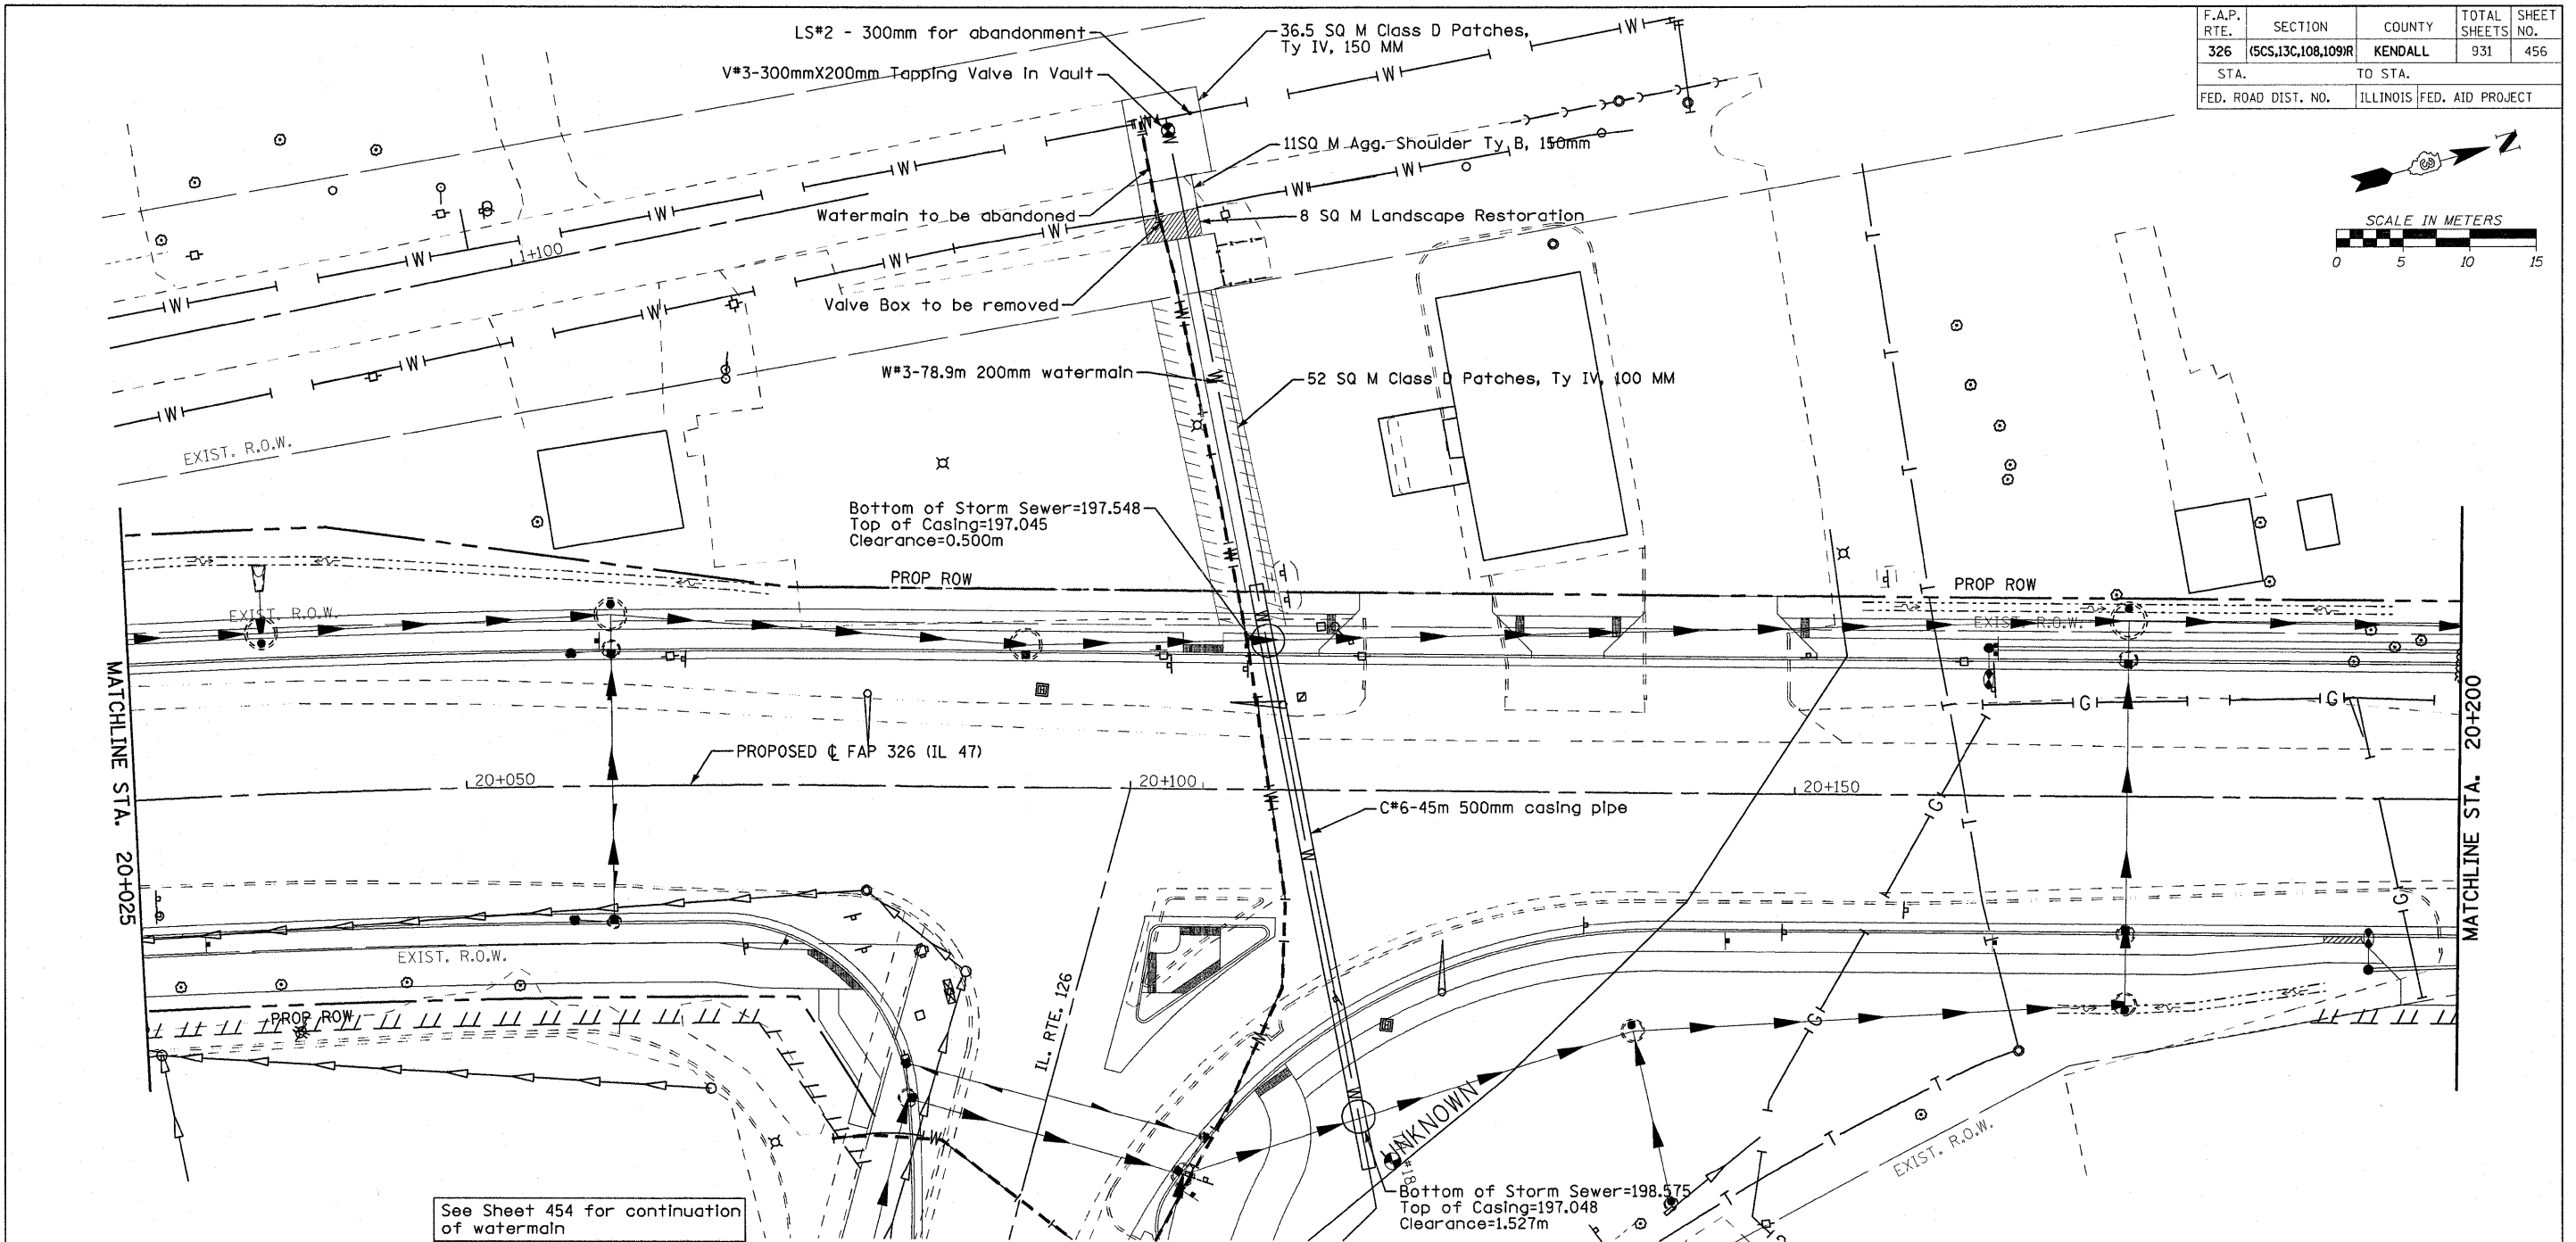 F.A.P. RTE. SECTION COUNTY TOTAL SHEETS SHEET NO.
326 (5CS,13C,108,109)R KENDALL 931 456
STA. TO STA.
FED. ROAD DIST. NO. ILLINOIS FED. AID PROJECT
LS#2 - 300mm for abandonment
36.5 SQ M Class D Patches,
Ty IV, 150 MM
V#3-300mmX200mm Tapping Valve in Vault
11SQ M Agg. Shoulder Ty B, 150mm
N
3
SCALE IN METERS
0 5 10 15
Watermain to be abandoned
8 SQ M Landscape Restoration
1+100
Valve Box to be removed
W#3-78.9m 200mm watermain
52 SQ M Class D Patches, Ty IV, 100 MM
EXIST. R.O.W.
Bottom of Storm Sewer=197.548
Top of Casing=197.045
Clearance=0.500m
PROP ROW
PROP ROW
EXIST. R.O.W.
EXIST. R.O.W.
MATCHLINE STA. 20+025
MATCHLINE STA. 20+200
PROPOSED ℄ FAP 326 (IL 47)
20+050
20+100
20+150
C#6-45m 500mm casing pipe
EXIST. R.O.W.
PROP ROW
IL. RTE. 126
UNKNOWN
EXIST. R.O.W.
Bottom of Storm Sewer=198.575
Top of Casing=197.048
Clearance=1.527m
See Sheet 454 for continuation
of watermain